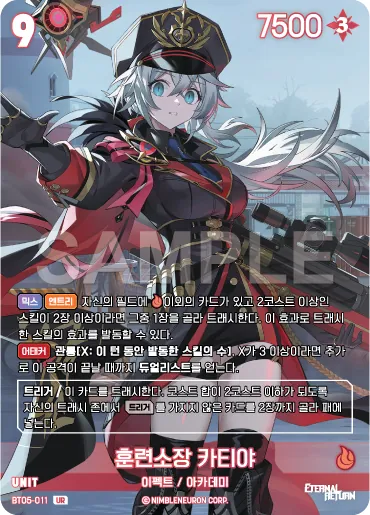 9
7500 3
SAMPLE
믹스 엔트리 자신의 필드에 이외의 카드가 있고 2코스트 이상인
스킬이 2장 이상이라면 그중 1장을 골라 트래시한다. 이 효과로 트래시
한 스킬의 효과를 발동할 수 있다.
어태커 관통[X: 이 턴 동안 발동한 스킬의 수]. X가 3 이상이라면 추가
로 이 공격이 끝날 때까지 듀얼리스트를 얻는다.
트리거 / 이 카드를 트래시한다. 코스트 합이 2코스트 이하가 되도록
자신의 트래시 존에서 트리거 를 가지지 않은 카드를 2장까지 골라 패에
넣는다.
훈련소장 카티야
UNIT
이펙트 / 아카데미
BT05-011 UR
© NIMBLENEURON CORP.
ETERNAL RETURN